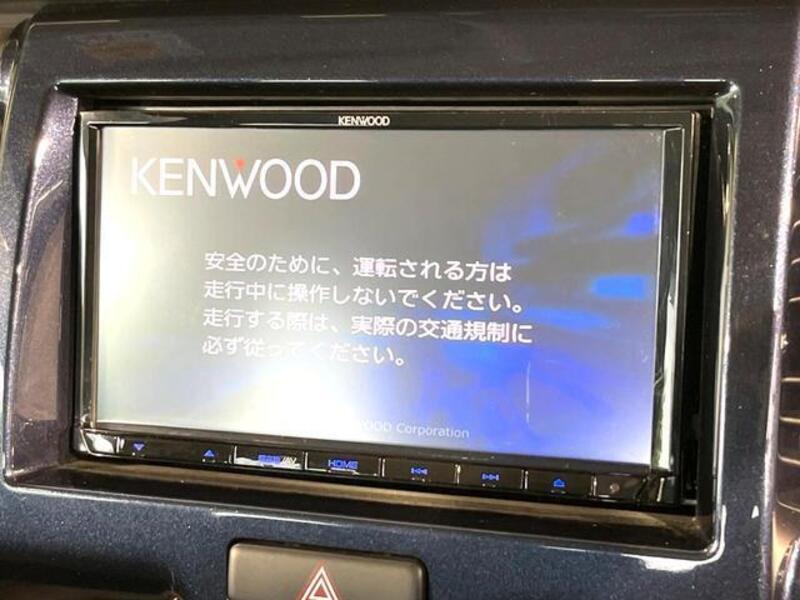 KENWOOD
KENWOOD
安全のために、運転される方は
走行中に操作しないでください。
走行する際は、実際の交通規制に
必ず従ってください。
Corporation
HOME